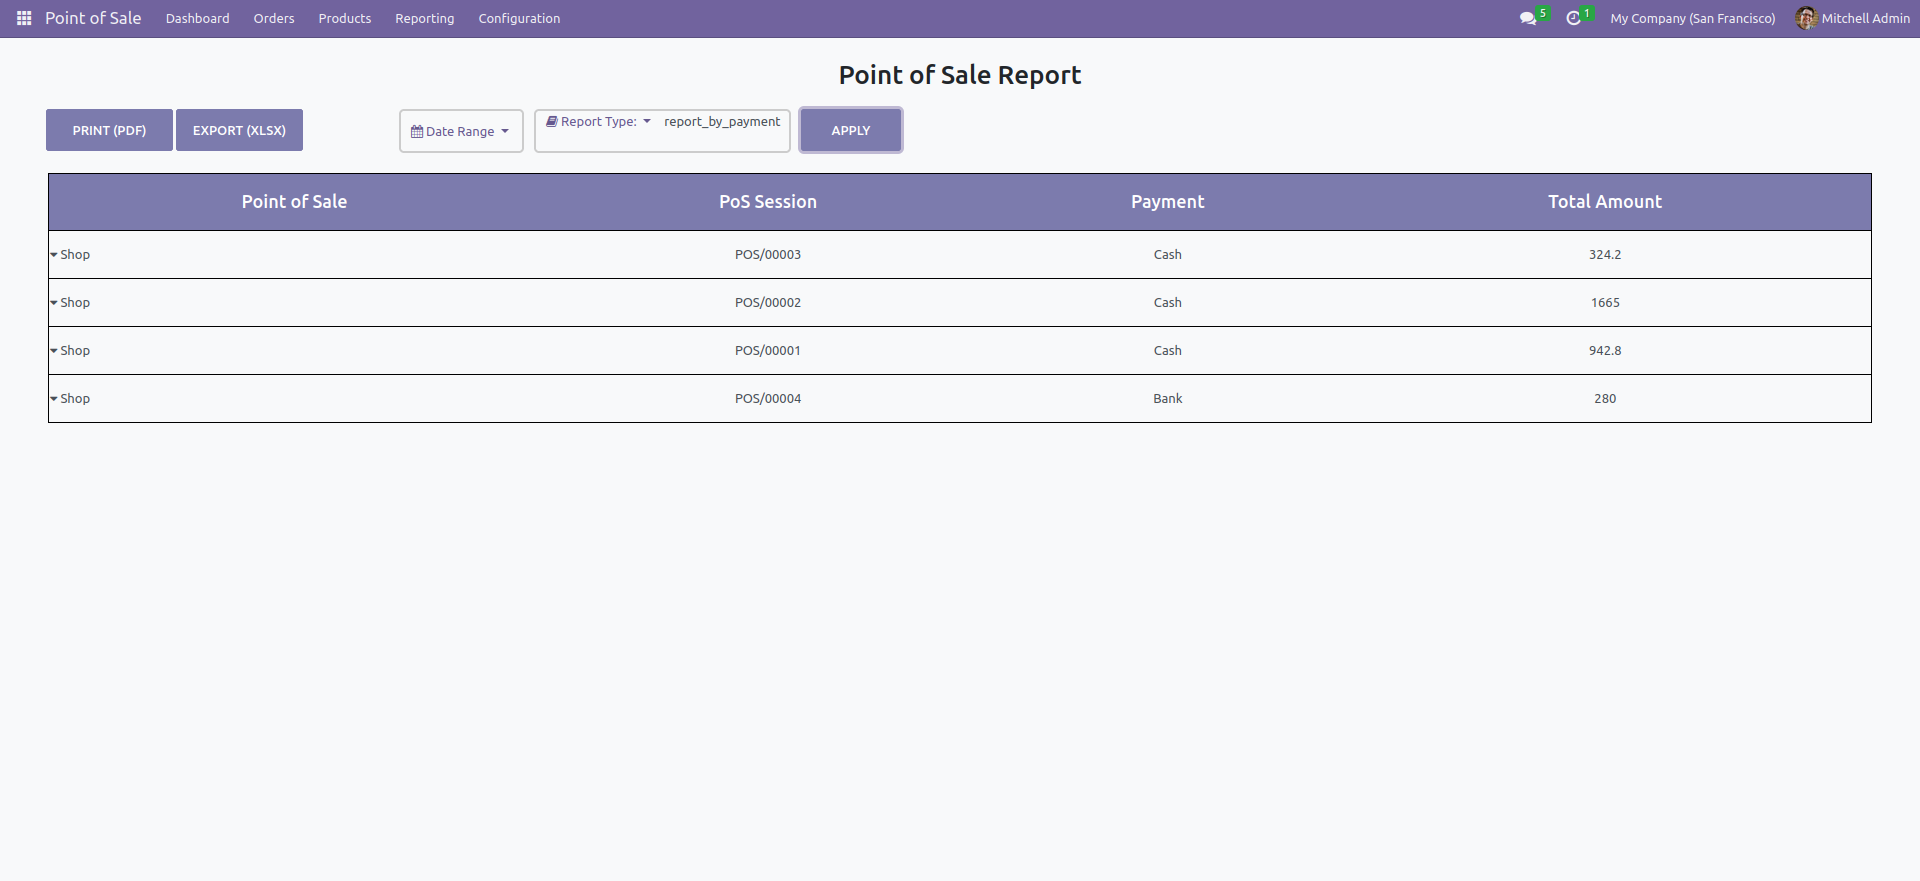 Point of Sale Dashboard Orders Products Reporting Configuration 5 1 My Company (San Francisco) Mitchell Admin
Point of Sale Report
PRINT (PDF) EXPORT (XLSX) Date Range Report Type: report_by_payment APPLY
Point of Sale PoS Session Payment Total Amount
Shop POS/00003 Cash 324.2
Shop POS/00002 Cash 1665
Shop POS/00001 Cash 942.8
Shop POS/00004 Bank 280